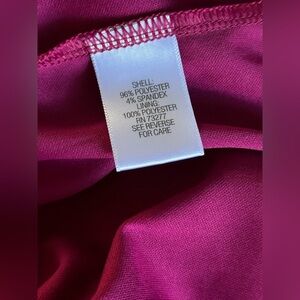 SHELL:
96% POLYESTER
4% SPANDEX
LINING:
100% POLYESTER
RN 73277
SEE REVERSE
FOR CARE